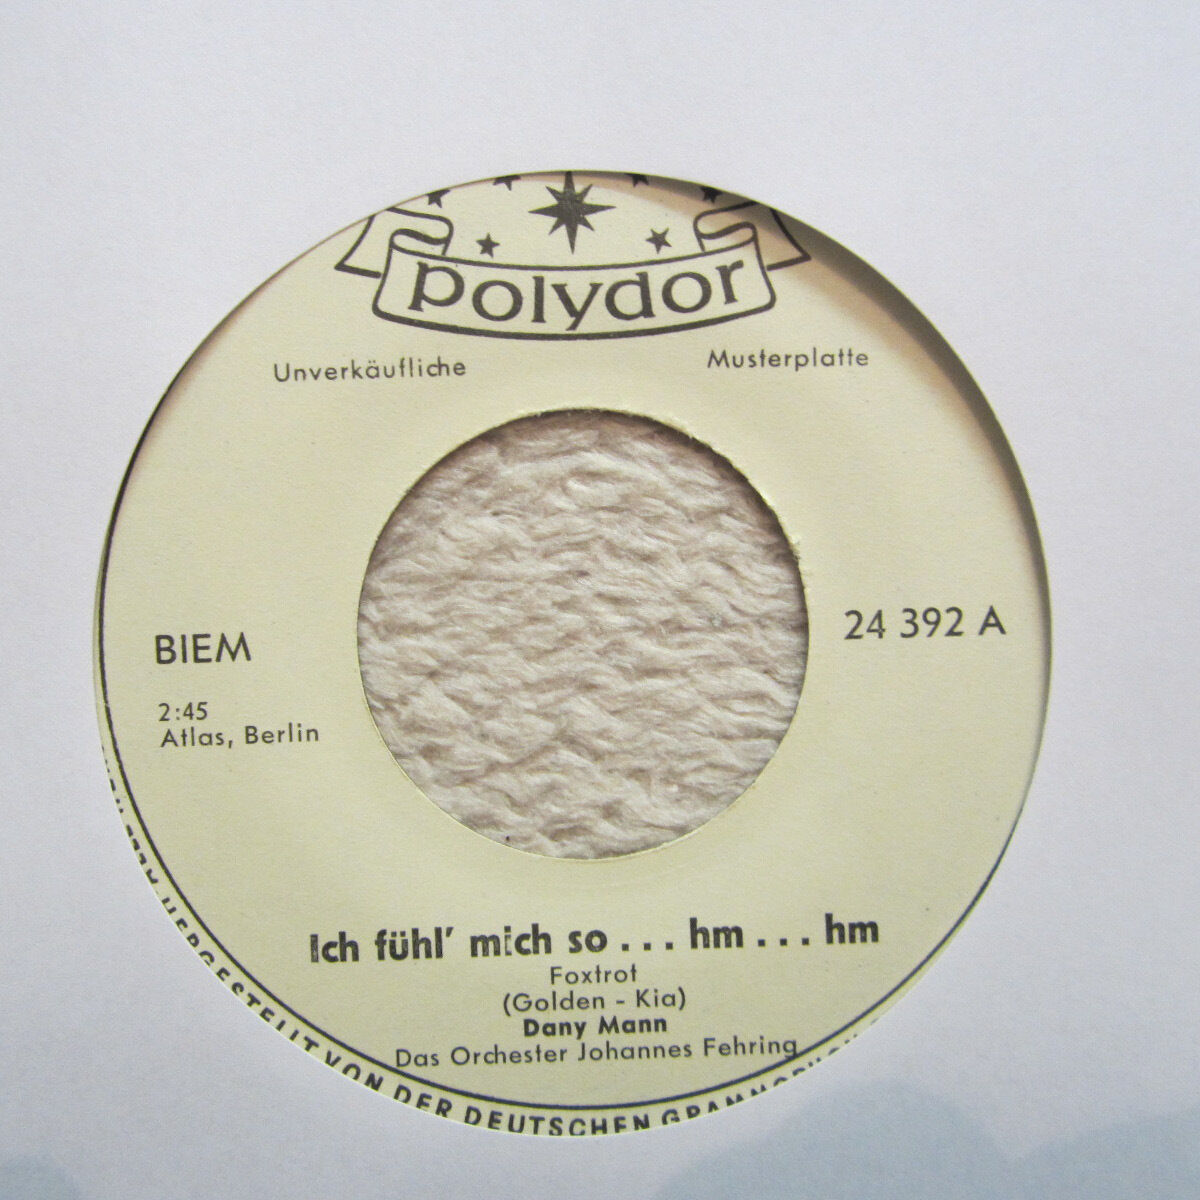 polydor
Unverkäufliche Musterplatte
BIEM
24 392 A
2:45
Atlas, Berlin
Ich fühl' mich so . . . hm . . . hm
Foxtrot
(Golden - Kia)
Dany Mann
Das Orchester Johannes Fehring
HERGESTELLT VON DER DEUTSCHEN